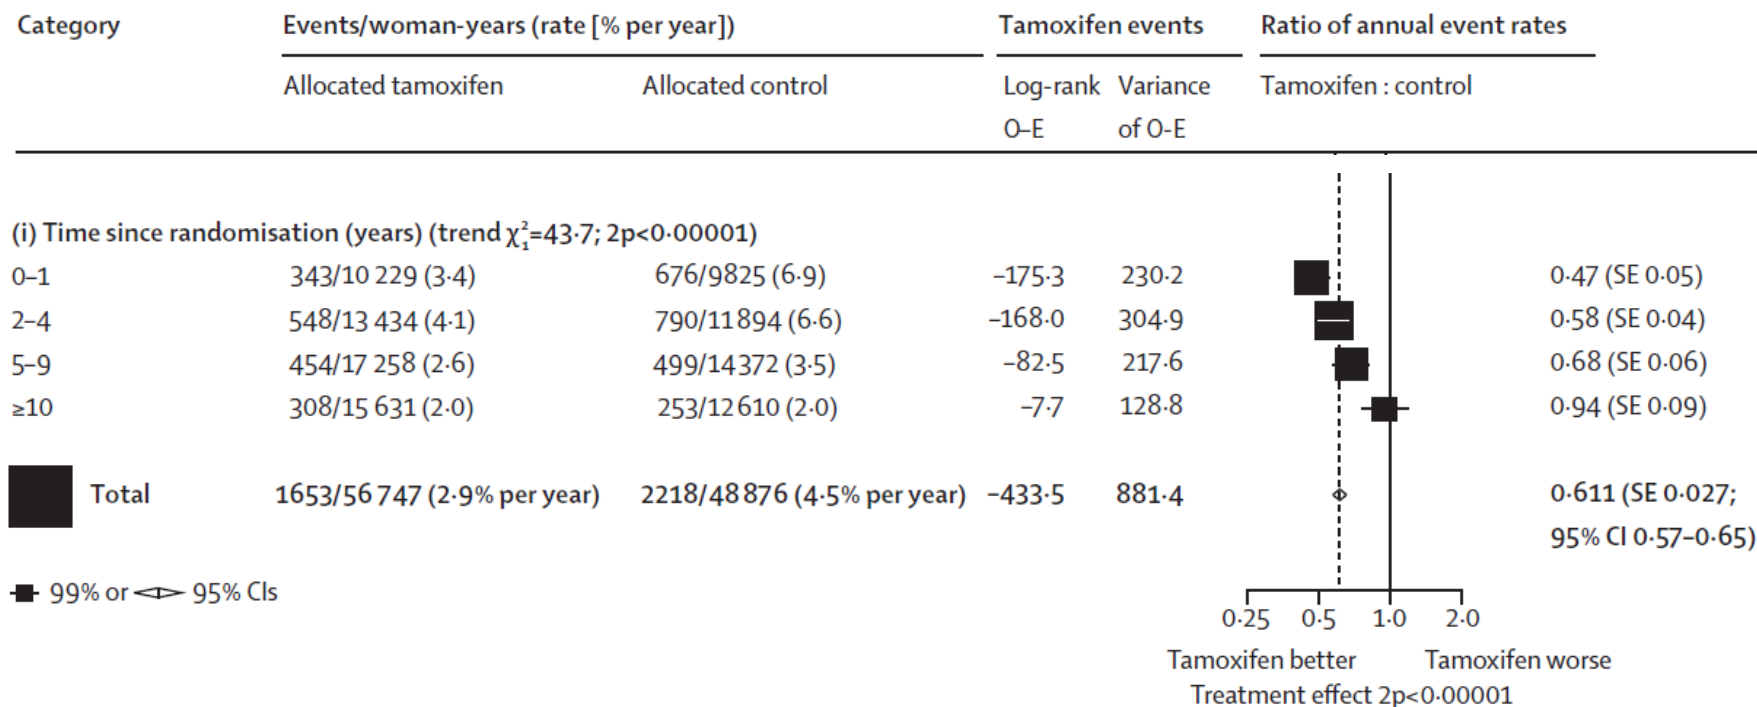 Category Events/woman-years (rate [% per year]) Tamoxifen events Ratio of annual event rates
Allocated tamoxifen Allocated control Log-rank Variance Tamoxifen : control
O–E of O-E
(i) Time since randomisation (years) (trend χ²₁=43·7; 2p<0·00001)
0–1 343/10 229 (3·4) 676/9825 (6·9) −175·3 230·2 0·47 (SE 0·05)
2–4 548/13 434 (4·1) 790/11 894 (6·6) −168·0 304·9 0·58 (SE 0·04)
5–9 454/17 258 (2·6) 499/14 372 (3·5) −82·5 217·6 0·68 (SE 0·06)
≥10 308/15 631 (2·0) 253/12 610 (2·0) −7·7 128·8 0·94 (SE 0·09)
Total 1653/56 747 (2·9% per year) 2218/48 876 (4·5% per year) −433·5 881·4 0·611 (SE 0·027;
95% CI 0·57–0·65)
99% or 95% CIs
0·25 0·5 1·0 2·0
Tamoxifen better Tamoxifen worse
Treatment effect 2p<0·00001